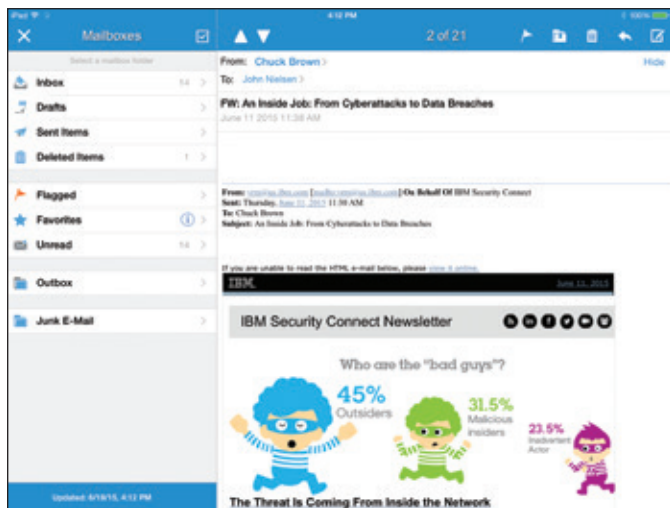 iPad
4:12 PM
100%
Mailboxes
2 of 21
Select a mailbox folder
Inbox 14
Drafts
Sent Items
Deleted Items 1
Flagged
Favorites
Unread 14
Outbox
Junk E-Mail
Updated: 6/19/15, 4:12 PM
From: Chuck Brown
Hide
To: John Nielsen
FW: An Inside Job: From Cyberattacks to Data Breaches
June 11 2015 11:38 AM
From: On Behalf Of IBM Security Connect
Sent: Thursday, June 11, 2015 11:30 AM
To: Chuck Brown
Subject: An Inside Job: From Cyberattacks to Data Breaches
If you are unable to read the HTML e-mail below, please view it online.
IBM. June 11, 2015
IBM Security Connect Newsletter
Who are the "bad guys"?
45%
Outsiders
31.5%
Malicious
insiders
23.5%
Inadvertent
Actor
The Threat Is Coming From Inside the Network